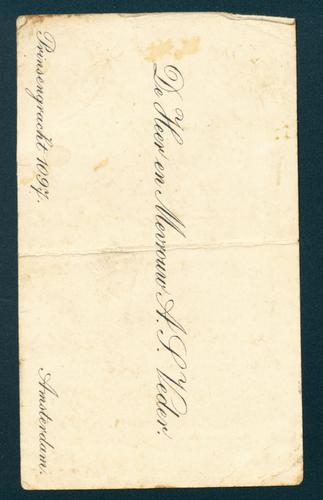 De Heer en Mevrouw A. S. Veder.
Prinsengracht 1097.
Amsterdam.